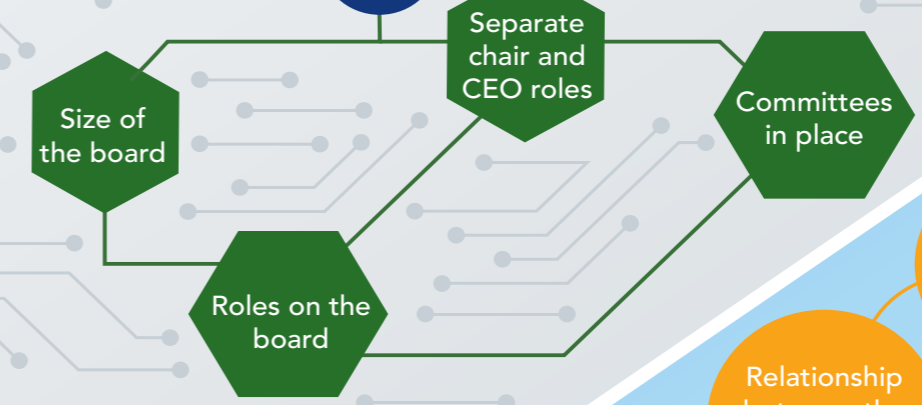 Separate
chair and
CEO roles
Size of
the board
Committees
in place
Roles on the
board
Relationship